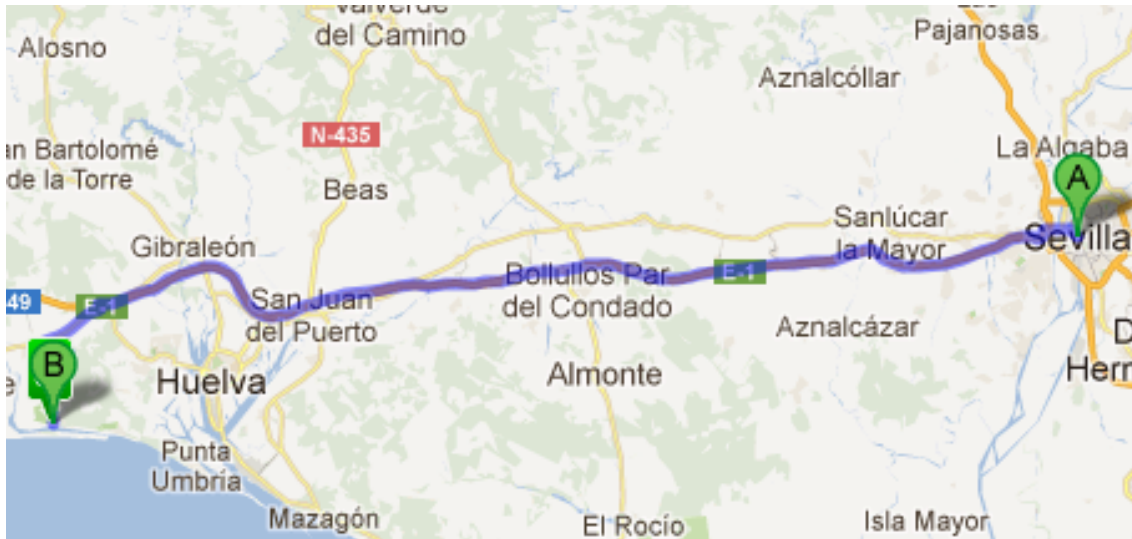 Valverde
del Camino
Pajanosas
Alosno
Aznalcóllar
N-435
La Algaba
an Bartolomé
de la Torre
A
Beas
Sanlúcar
la Mayor
Sevilla
Gibraleón
E-1
Bollullos Par
del Condado
49
E-1
San Juan
del Puerto
Aznalcázar
D
Herr
B
e
Huelva
Almonte
Punta
Umbría
Mazagón
El Rocío
Isla Mayor